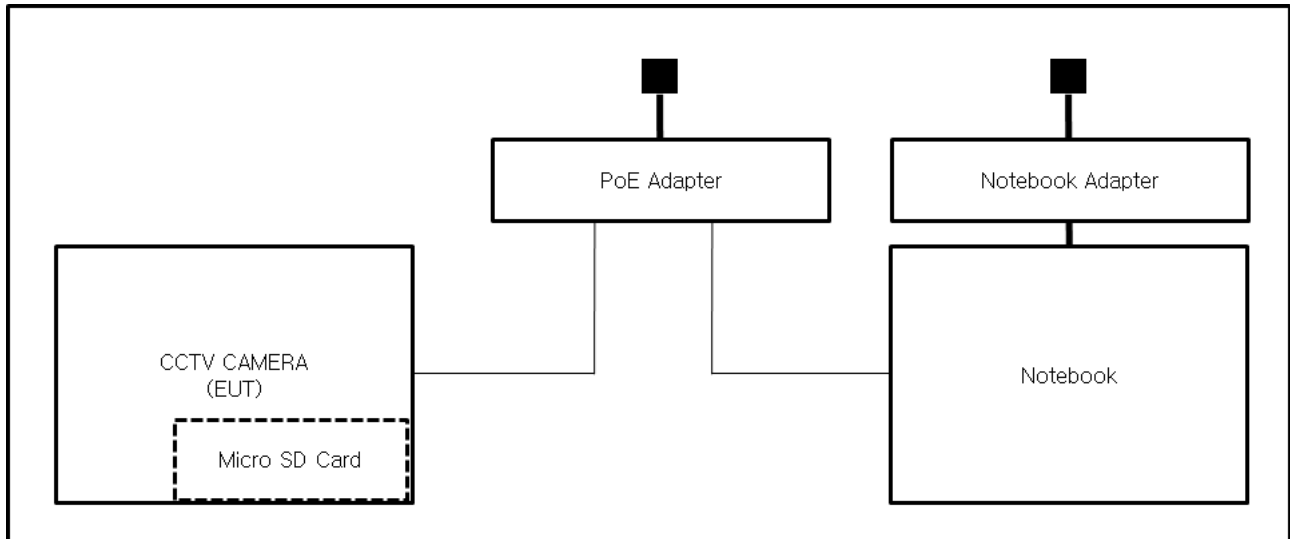 PoE Adapter
Notebook Adapter
CCTV CAMERA
(EUT)
Notebook
Micro SD Card